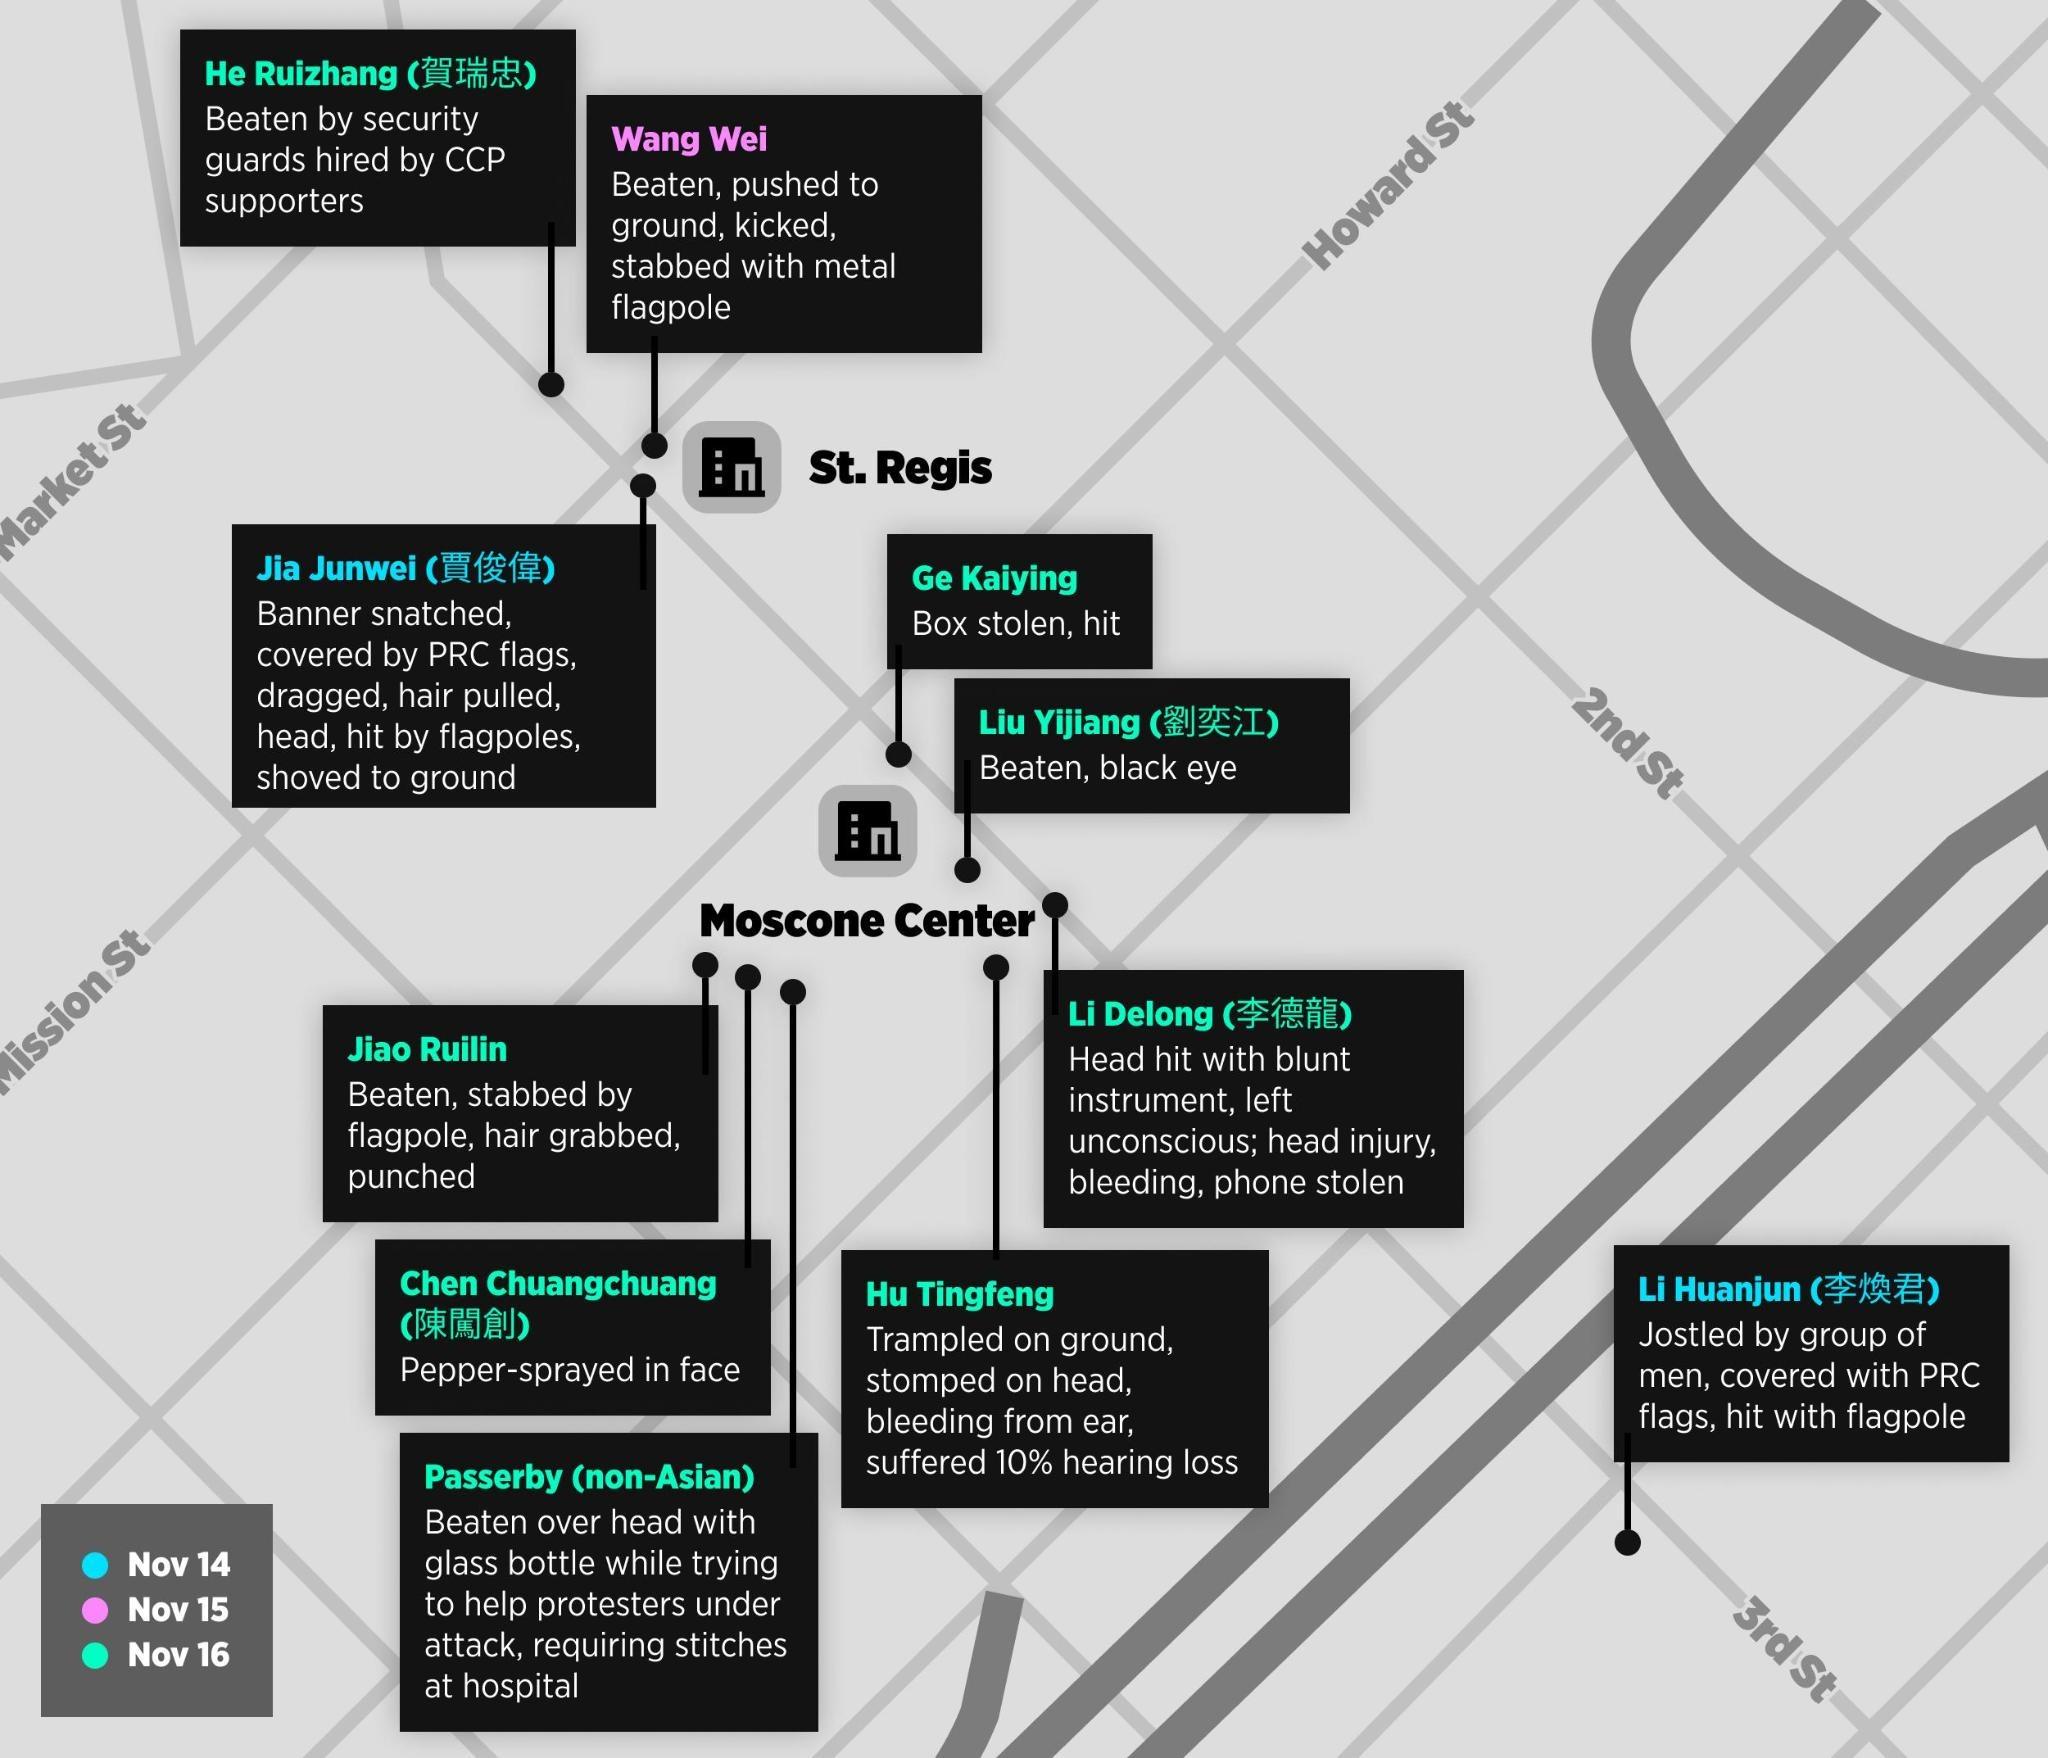 He Ruizhang (賀瑞忠)
Beaten by security
guards hired by CCP
supporters
Wang Wei
Beaten, pushed to
ground, kicked,
stabbed with metal
flagpole
Howard St
Market St
St. Regis
Jia Junwei (賈俊偉)
Banner snatched,
covered by PRC flags,
dragged, hair pulled,
head, hit by flagpoles,
shoved to ground
Ge Kaiying
Box stolen, hit
Liu Yijiang (劉奕江)
Beaten, black eye
2nd St
Moscone Center
Mission St
Jiao Ruilin
Beaten, stabbed by
flagpole, hair grabbed,
punched
Li Delong (李德龍)
Head hit with blunt
instrument, left
unconscious; head injury,
bleeding, phone stolen
Chen Chuangchuang
(陳闖創)
Pepper-sprayed in face
Hu Tingfeng
Trampled on ground,
stomped on head,
bleeding from ear,
suffered 10% hearing loss
Li Huanjun (李煥君)
Jostled by group of
men, covered with PRC
flags, hit with flagpole
Passerby (non-Asian)
Beaten over head with
glass bottle while trying
to help protesters under
attack, requiring stitches
at hospital
3rd St
Nov 14
Nov 15
Nov 16